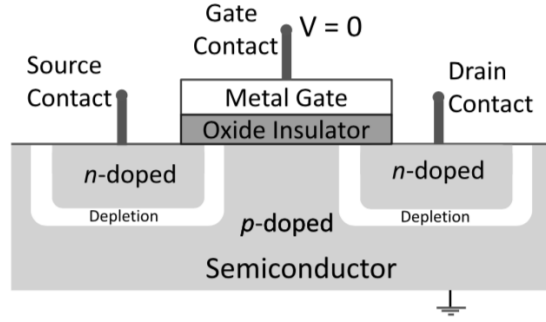 Gate
Contact
V = 0
Source
Contact
Drain
Contact
Metal Gate
Oxide Insulator
n-doped
n-doped
Depletion
Depletion
p-doped
Semiconductor